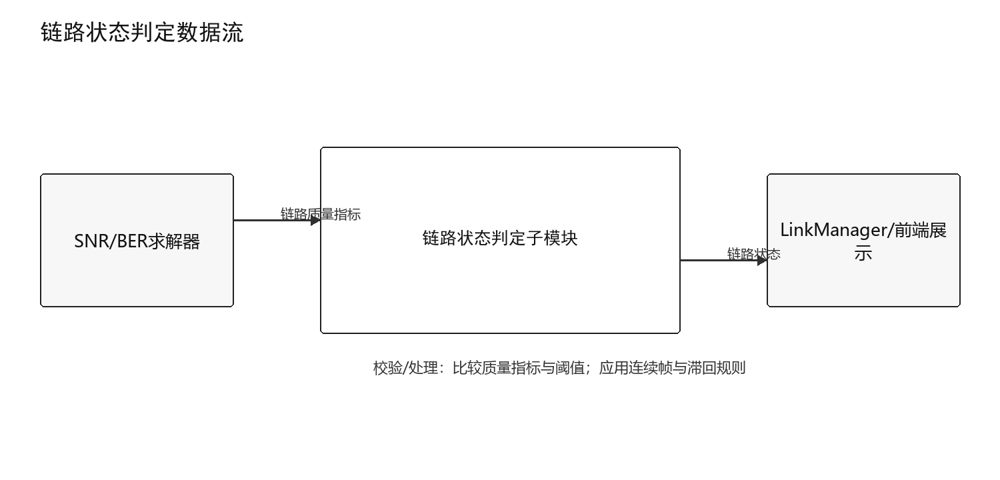 链路状态判定数据流
链路质量指标
SNR/BER求解器
链路状态判定子模块
链路状态
LinkManager/前端展
示
校验/处理：比较质量指标与阈值；应用连续帧与滞回规则